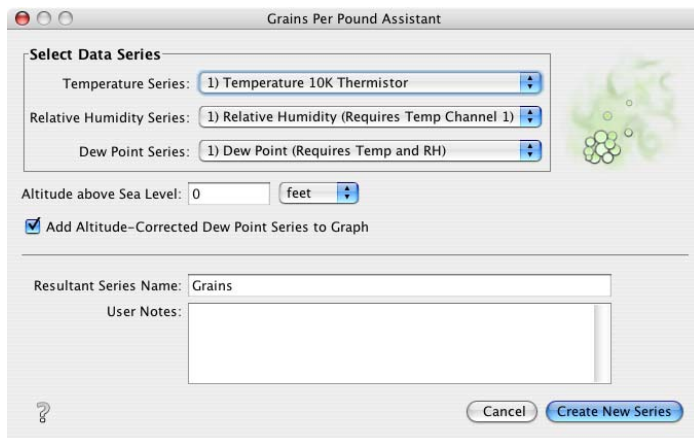 Grains Per Pound Assistant
Select Data Series
Temperature Series: 1) Temperature 10K Thermistor
Relative Humidity Series: 1) Relative Humidity (Requires Temp Channel 1)
Dew Point Series: 1) Dew Point (Requires Temp and RH)
Altitude above Sea Level: 0 feet
Add Altitude-Corrected Dew Point Series to Graph
Resultant Series Name: Grains
User Notes:
? Cancel Create New Series